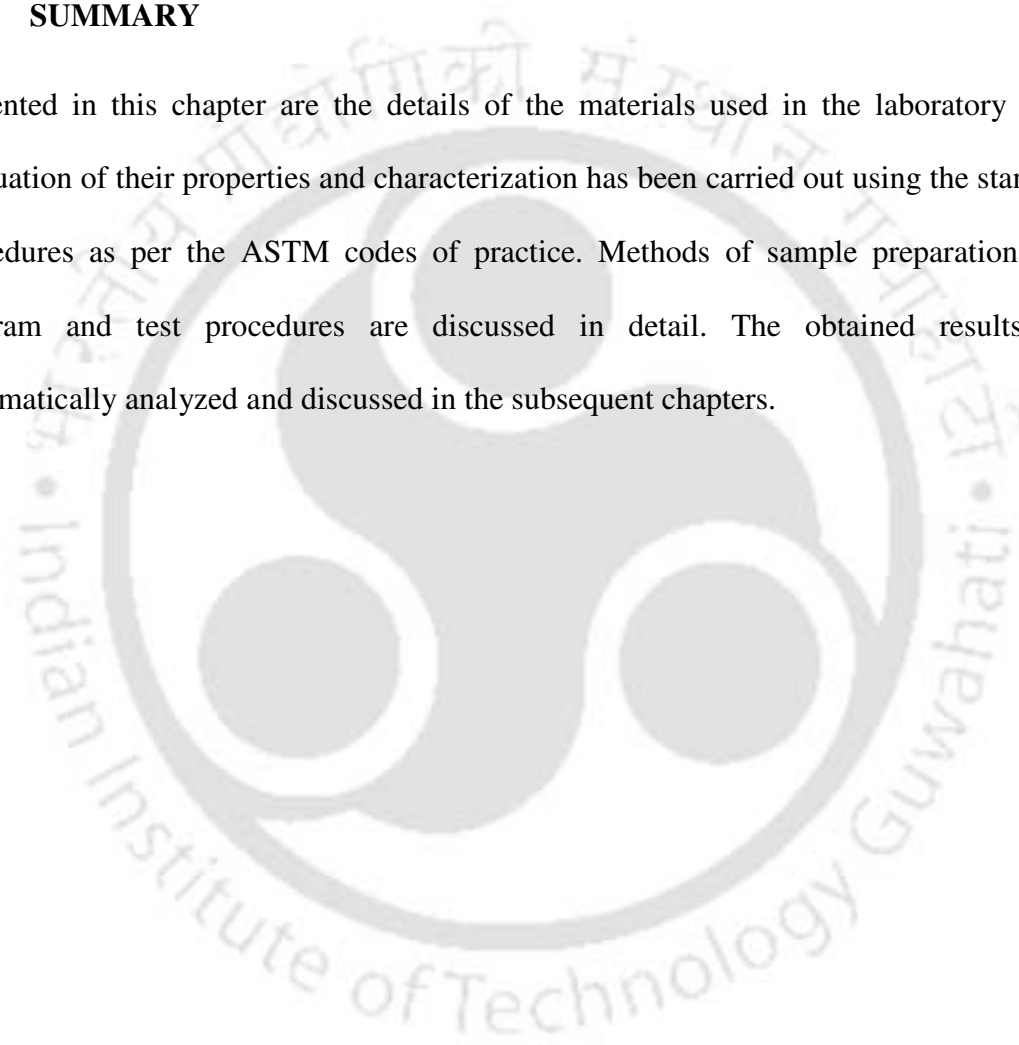 SUMMARY
ented in this chapter are the details of the materials used in the laboratory
uation of their properties and characterization has been carried out using the star
edures as per the ASTM codes of practice. Methods of sample preparation
ram and test procedures are discussed in detail. The obtained results
matically analyzed and discussed in the subsequent chapters.
Indian Institute of Technology Guwahati